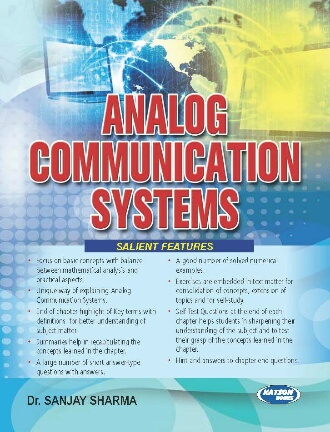 ANALOG
COMMUNICATION
SYSTEMS
SALIENT FEATURES
• Focus on basic concepts with balance
between mathematical analysis and
practical aspects.
• Unique way of explaining Analog
Communication Systems.
• End of chapter highlight of Key terms with
definitions for better understanding of
subject matter.
• Summaries help in recapitulating the
concepts learned in the chapter.
• A large number of short answer-type
questions with answers.
• A good number of solved numerical
examples.
• Exercises are embedded in text matter for
consolidation of concepts, extension of
topics and for self-study.
• Self Test Questions at the end of each
chapter helps students in sharpening their
understanding of the subject and to test
their grasp of the concepts learned in the
chapter.
• Hint and answers to chapter-end questions.
Dr. SANJAY SHARMA
KATSON
BOOKS